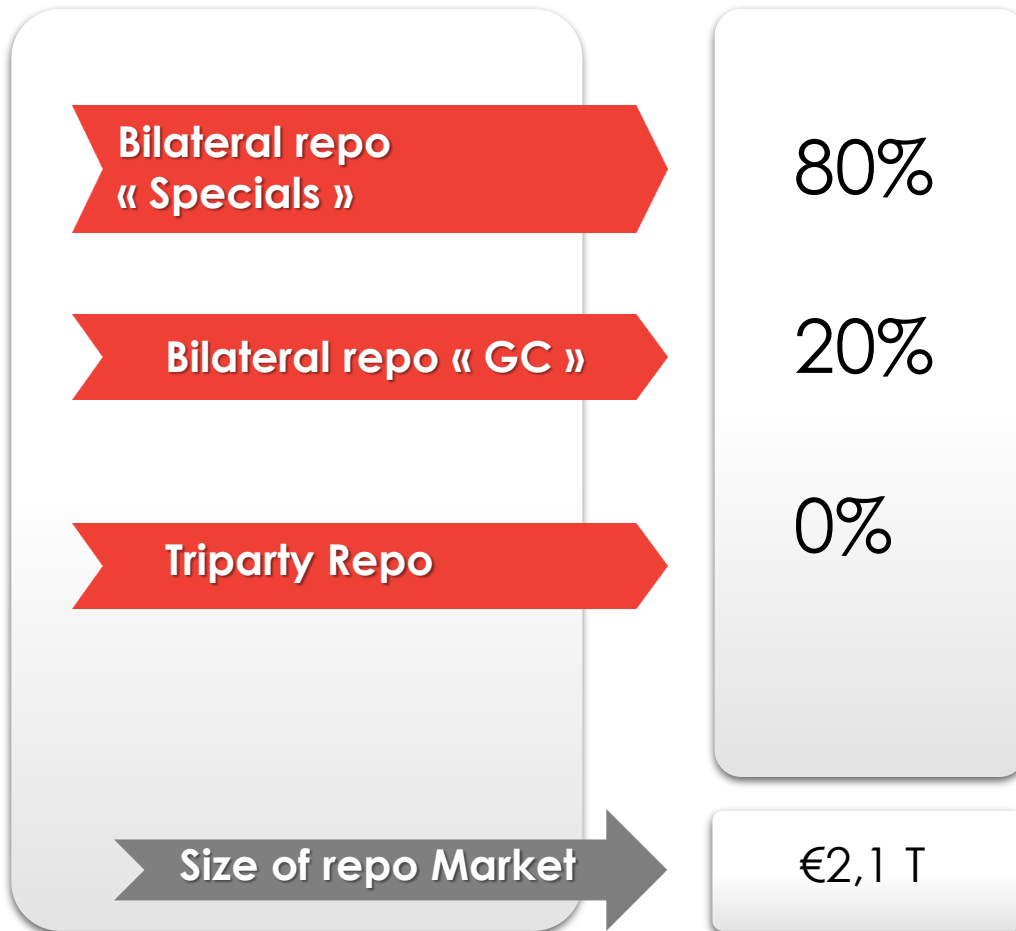 Bilateral repo
« Specials »
80%
Bilateral repo « GC »
20%
Triparty Repo
0%
Size of repo Market
€2,1 T